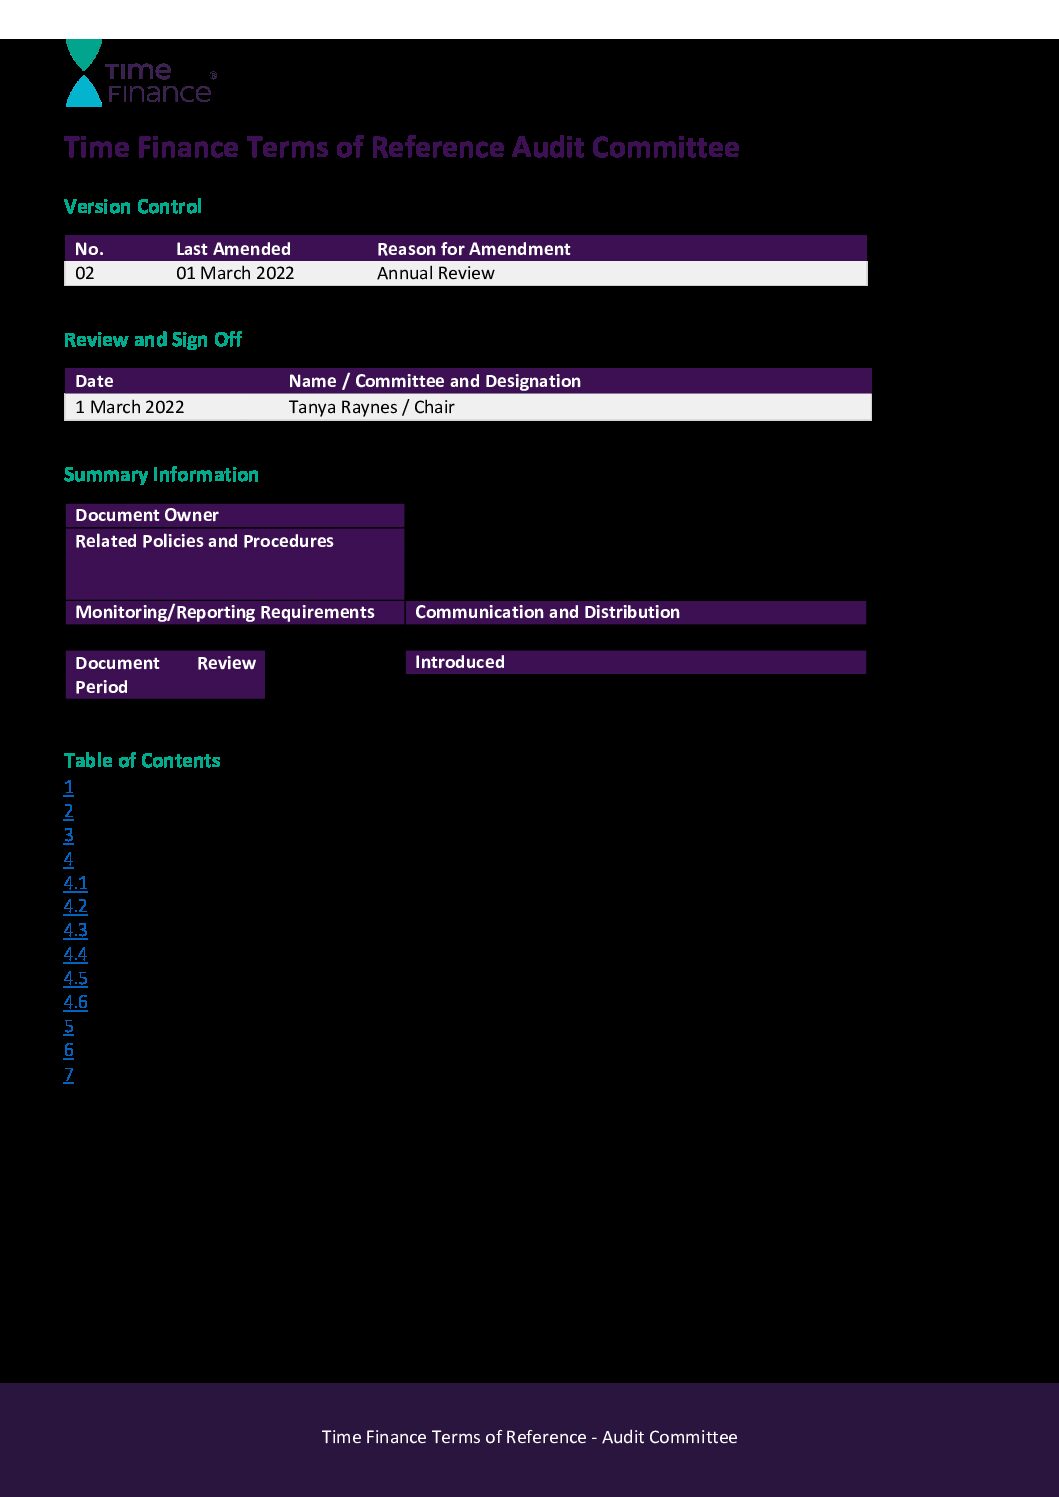 Time
Finance®
Time Finance Terms of Reference Audit Committee
Version Control
No. Last Amended Reason for Amendment
02 01 March 2022 Annual Review
Review and Sign Off
Date Name / Committee and Designation
1 March 2022 Tanya Raynes / Chair
Summary Information
Document Owner
Related Policies and Procedures
Monitoring/Reporting Requirements Communication and Distribution
Document Review Introduced
Period
Table of Contents
1
2
3
4
4.1
4.2
4.3
4.4
4.5
4.6
5
6
7
Time Finance Terms of Reference - Audit Committee